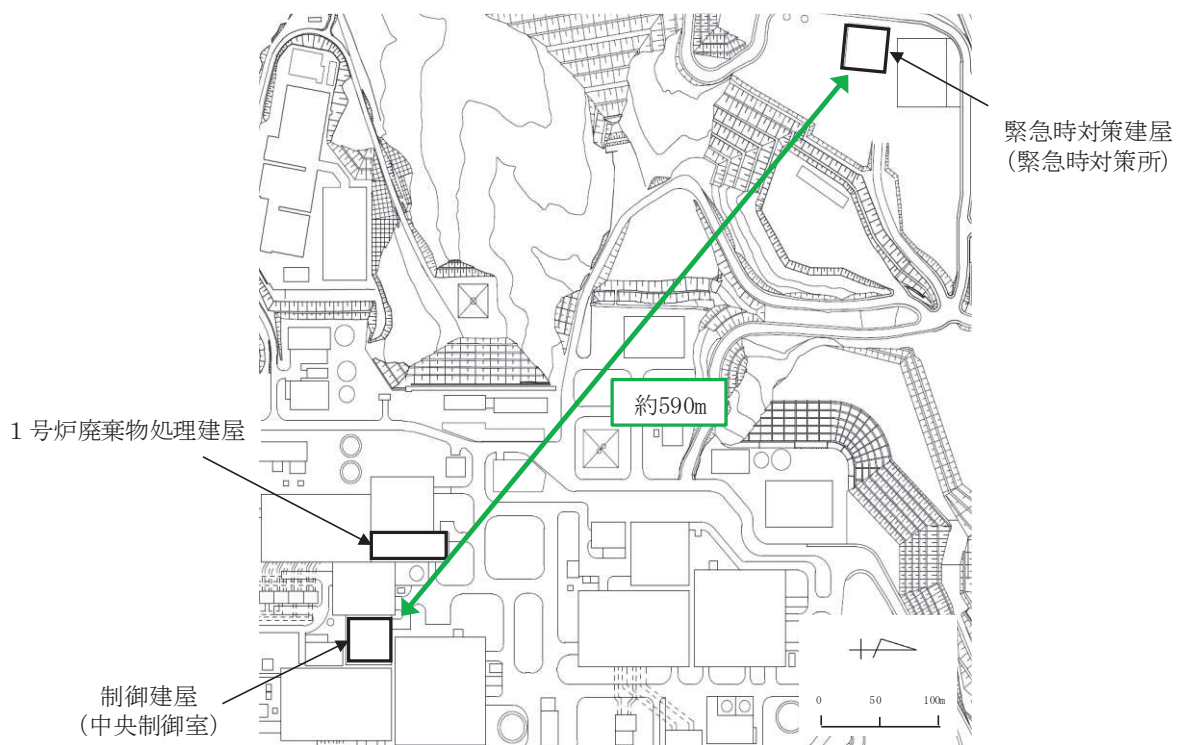 緊急時対策建屋
(緊急時対策所)
約590m
1号炉廃棄物処理建屋
制御建屋
(中央制御室)
0 50 100m